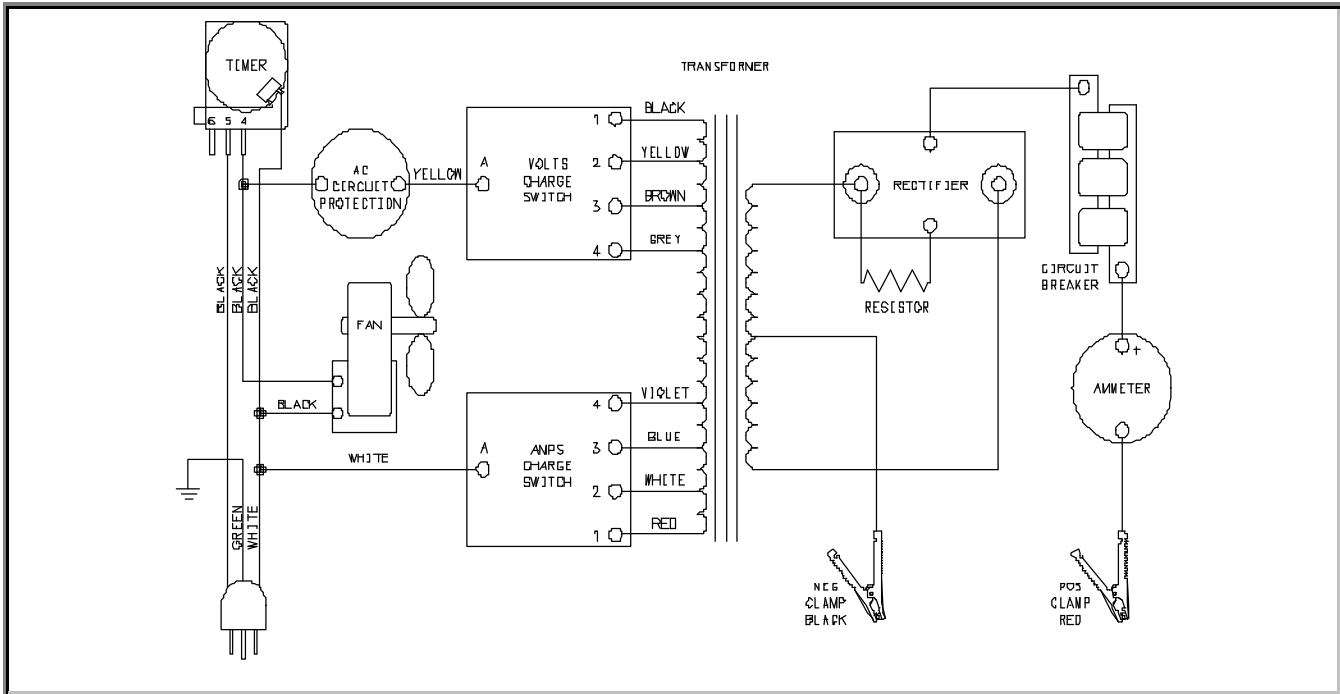 TIMER
6 5 4
BLACK
BLACK
BLACK
GREEN
WHITE
AC
CIRCUIT
PROTECTION
YELLOW
FAN
BLACK
WHITE
A
VOLTS
CHARGE
SWITCH
1
2
3
4
BLACK
YELLOW
BROWN
GREY
A
AMPS
CHARGE
SWITCH
4
3
2
1
VIOLET
BLUE
WHITE
RED
TRANSFORMER
RECTIFIER
RESISTOR
CIRCUIT
BREAKER
+
AMMETER
NEG
CLAMP
BLACK
POS
CLAMP
RED